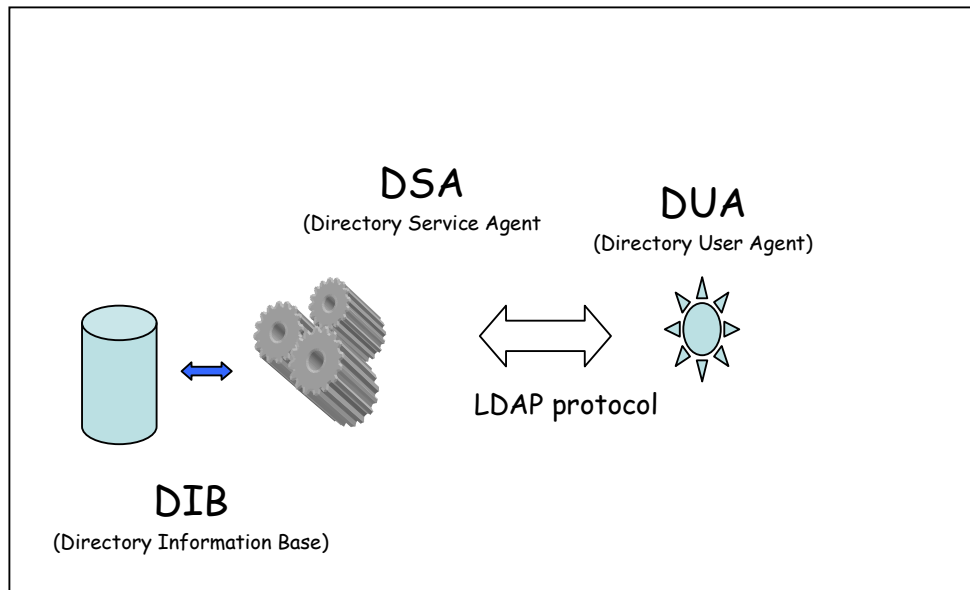 DSA
(Directory Service Agent
DUA
(Directory User Agent)
LDAP protocol
DIB
(Directory Information Base)